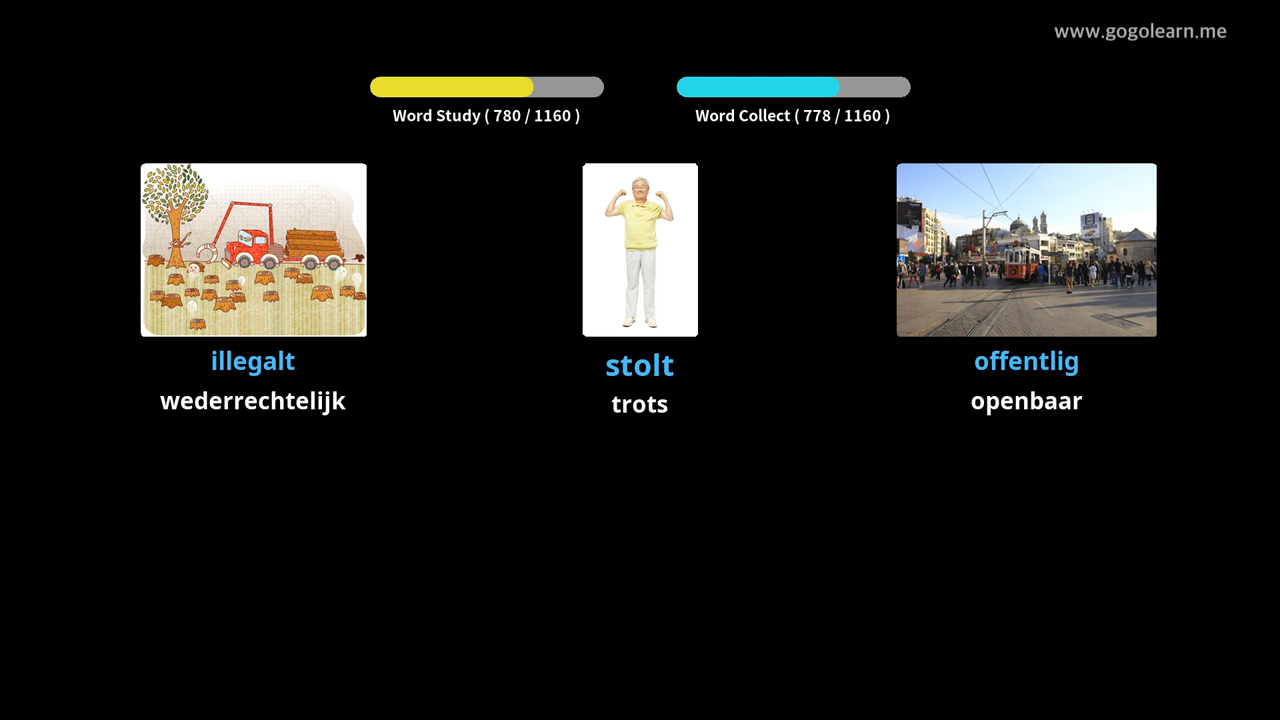 www.gogolearn.me
Word Study ( 780 / 1160 )
Word Collect ( 778 / 1160 )
illegalt
wederrechtelijk
stolt
trots
offentlig
openbaar